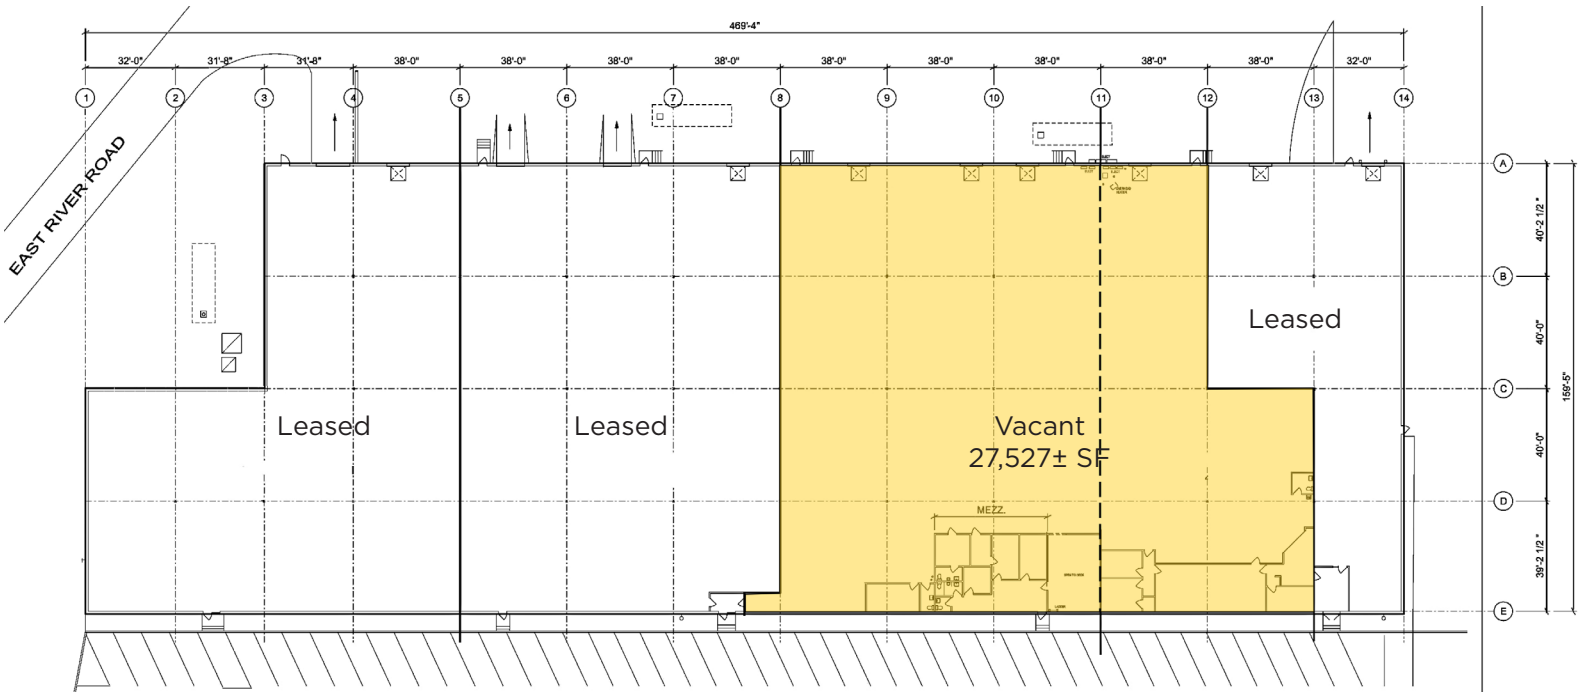 469'-4"
32'-0" 31'-8" 31'-8" 38'-0" 38'-0" 38'-0" 38'-0" 38'-0" 38'-0" 38'-0" 38'-0" 38'-0" 32'-0"
1 2 3 4 5 6 7 8 9 10 11 12 13 14
EAST RIVER ROAD
A
40'-2 1/2"
B
Leased
40'-0"
C
159'-5"
Leased
Leased
Vacant
27,527± SF
40'-0"
D
MEZZ.
39'-2 1/2"
E